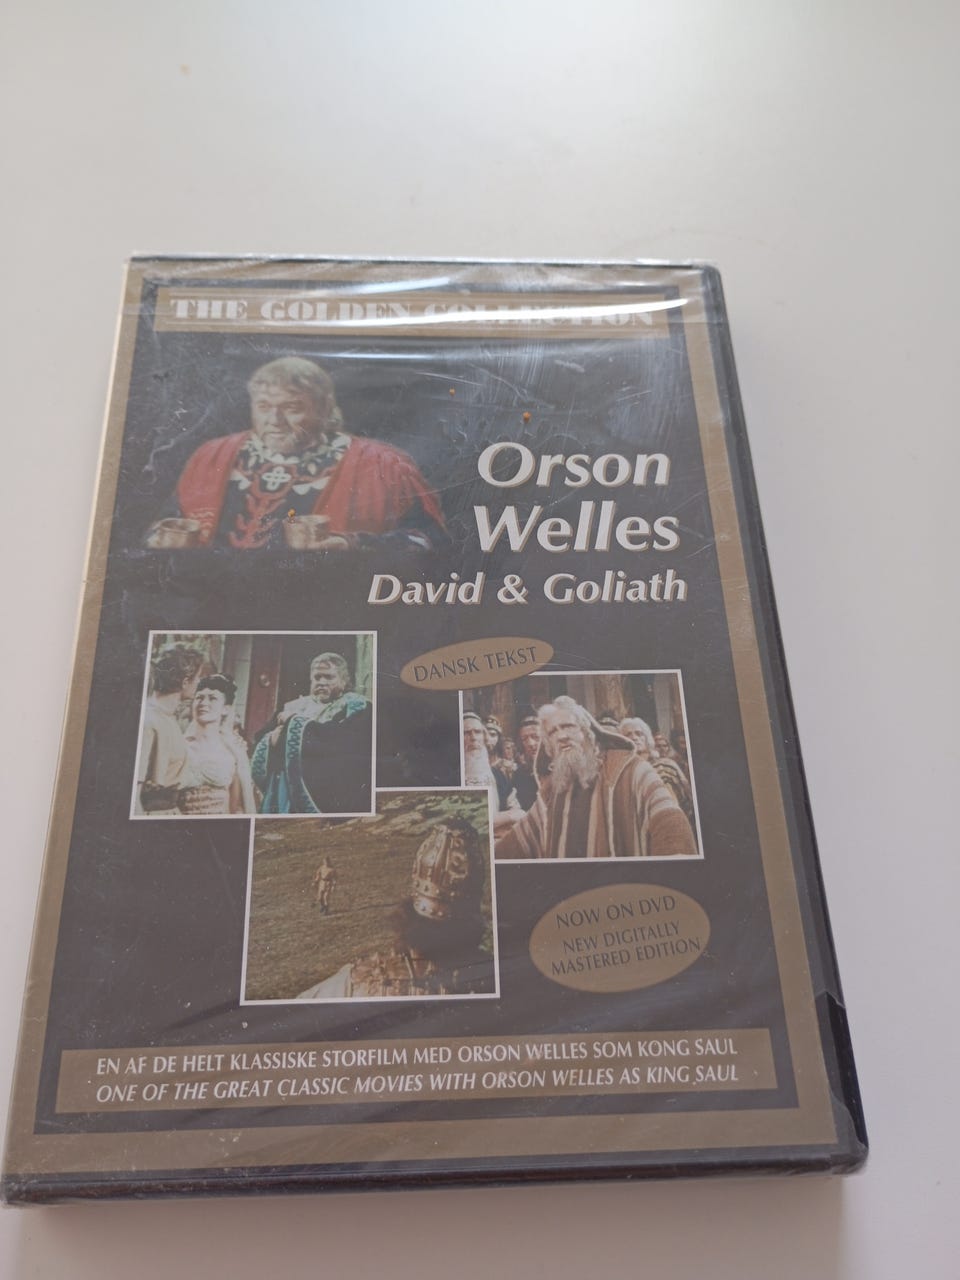 THE GOLDEN COLLECTION
Orson
Welles
David & Goliath
DANSK TEKST
NOW ON DVD
NEW DIGITALLY
MASTERED EDITION
EN AF DE HELT KLASSISKE STORFILM MED ORSON WELLES SOM KONG SAUL
ONE OF THE GREAT CLASSIC MOVIES WITH ORSON WELLES AS KING SAUL